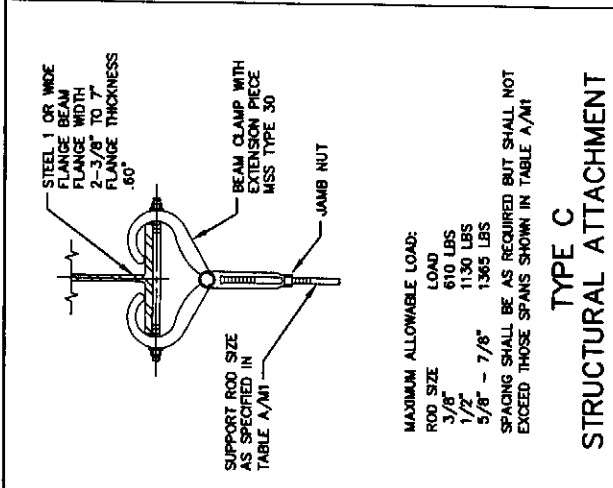 STEEL 1 OR WIDE
FLANGE BEAM
FLANGE WIDTH
2-3/8" TO 7"
FLANGE THICKNESS
.60"
BEAM CLAMP WITH
EXTENSION PIECE
MSS TYPE 30
JAMB NUT
SUPPORT ROD SIZE
AS SPECIFIED IN
TABLE A/M1
MAXIMUM ALLOWABLE LOAD:
ROD SIZE LOAD
3/8" 610 LBS
1/2" 1130 LBS
5/8" - 7/8" 1365 LBS
SPACING SHALL BE AS REQUIRED BUT SHALL NOT
EXCEED THOSE SPANS SHOWN IN TABLE A/M1
TYPE C
STRUCTURAL ATTACHMENT